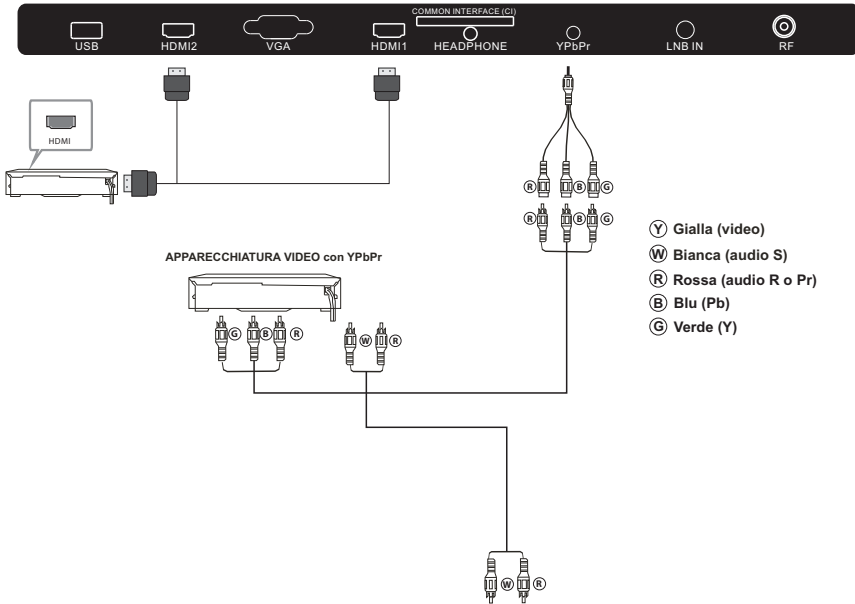 COMMON INTERFACE (CI)
USB HDMI2 VGA HDMI1 HEADPHONE YPbPr LNB IN RF
HDMI
R B G
R B G
Y Gialla (video)
W Bianca (audio S)
R Rossa (audio R o Pr)
B Blu (Pb)
G Verde (Y)
APPARECCHIATURA VIDEO con YPbPr
G B R W R
W R